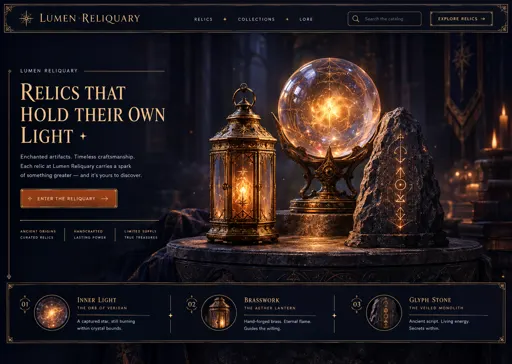 LUMEN · RELIQUARY
RELICS
COLLECTIONS
LORE
Search the catalog
EXPLORE RELICS →
LUMEN RELIQUARY
RELICS THAT
HOLD THEIR OWN
LIGHT
Enchanted artifacts. Timeless craftsmanship.
Each relic at Lumen Reliquary carries a spark
of something greater — and it's yours to discover.
ENTER THE RELIQUARY →
ANCIENT ORIGINS
CURATED RELICS
HANDCRAFTED
LASTING POWER
LIMITED SUPPLY
TRUE TREASURES
01
INNER LIGHT
THE ORB OF VERIDAN
A captured star, still burning
within crystal bounds.
02
BRASSWORK
THE AETHER LANTERN
Hand-forged brass. Eternal flame.
Guides the willing.
03
GLYPH STONE
THE VEILED MONOLITH
Ancient script. Living energy.
Secrets within.